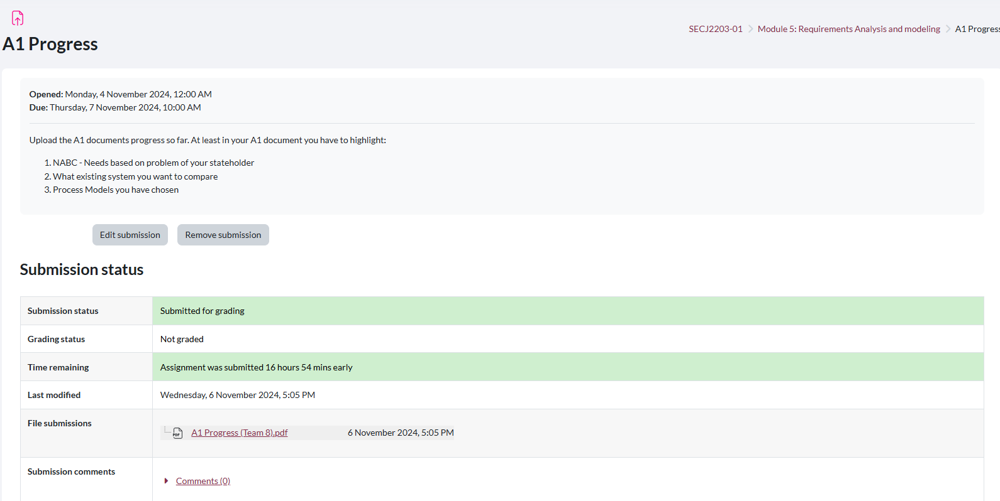 SECJ2203-01 Module 5: Requirements Analysis and modeling A1 Progress
A1 Progress
Opened: Monday, 4 November 2024, 12:00 AM
Due: Thursday, 7 November 2024, 10:00 AM
Upload the A1 documents progress so far. At least in your A1 document you have to highlight:
1. NABC - Needs based on problem of your stateholder
2. What existing system you want to compare
3. Process Models you have chosen
Edit submission Remove submission
Submission status
Submission status Submitted for grading
Grading status Not graded
Time remaining Assignment was submitted 16 hours 54 mins early
Last modified Wednesday, 6 November 2024, 5:05 PM
File submissions
PDF A1 Progress (Team 8).pdf 6 November 2024, 5:05 PM
Submission comments
Comments (0)